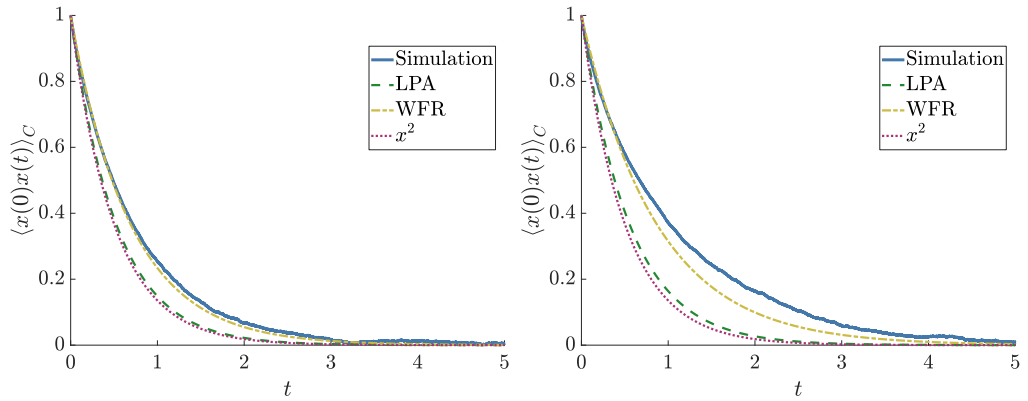 ⟨x(0)x(t)⟩_C
1
0.8
0.6
0.4
0.2
0
0 1 2 3 4 5
t
Simulation
LPA
WFR
x²
⟨x(0)x(t)⟩_C
1
0.8
0.6
0.4
0.2
0
0 1 2 3 4 5
t
Simulation
LPA
WFR
x²